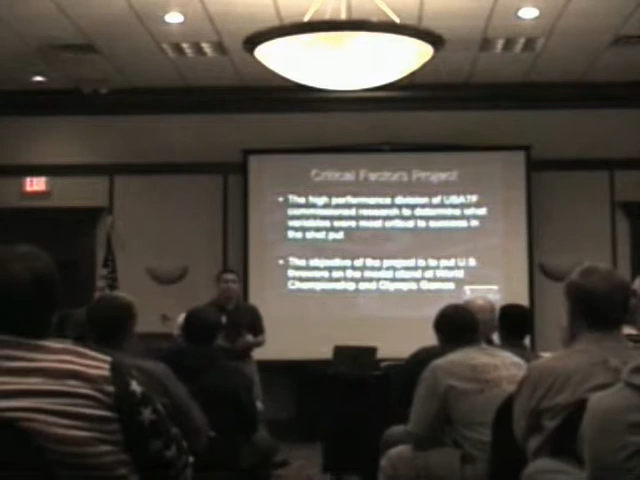 EXIT
Critical Factors Project
• The high performance division of USATF
commissioned research to determine what
variables were most critical to success in
the shot put
• The objective of the project is to put U.S.
throwers on the medal stand at World
Championship and Olympic Games